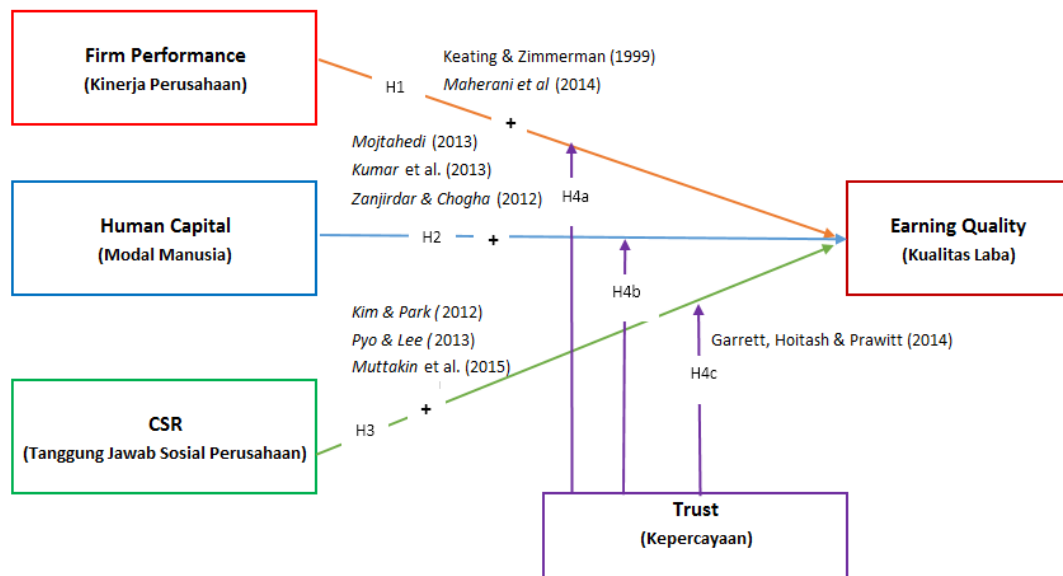 Firm Performance
(Kinerja Perusahaan)
H1
Keating & Zimmerman (1999)
Maherani et al (2014)
+
Mojtahedi (2013)
Kumar et al. (2013)
Zanjirdar & Chogha (2012)
H4a
Human Capital
(Modal Manusia)
H2
+
Earning Quality
(Kualitas Laba)
H4b
Kim & Park (2012)
Pyo & Lee (2013)
Muttakin et al. (2015)
Garrett, Hoitash & Prawitt (2014)
H4c
CSR
(Tanggung Jawab Sosial Perusahaan)
H3
+
Trust
(Kepercayaan)